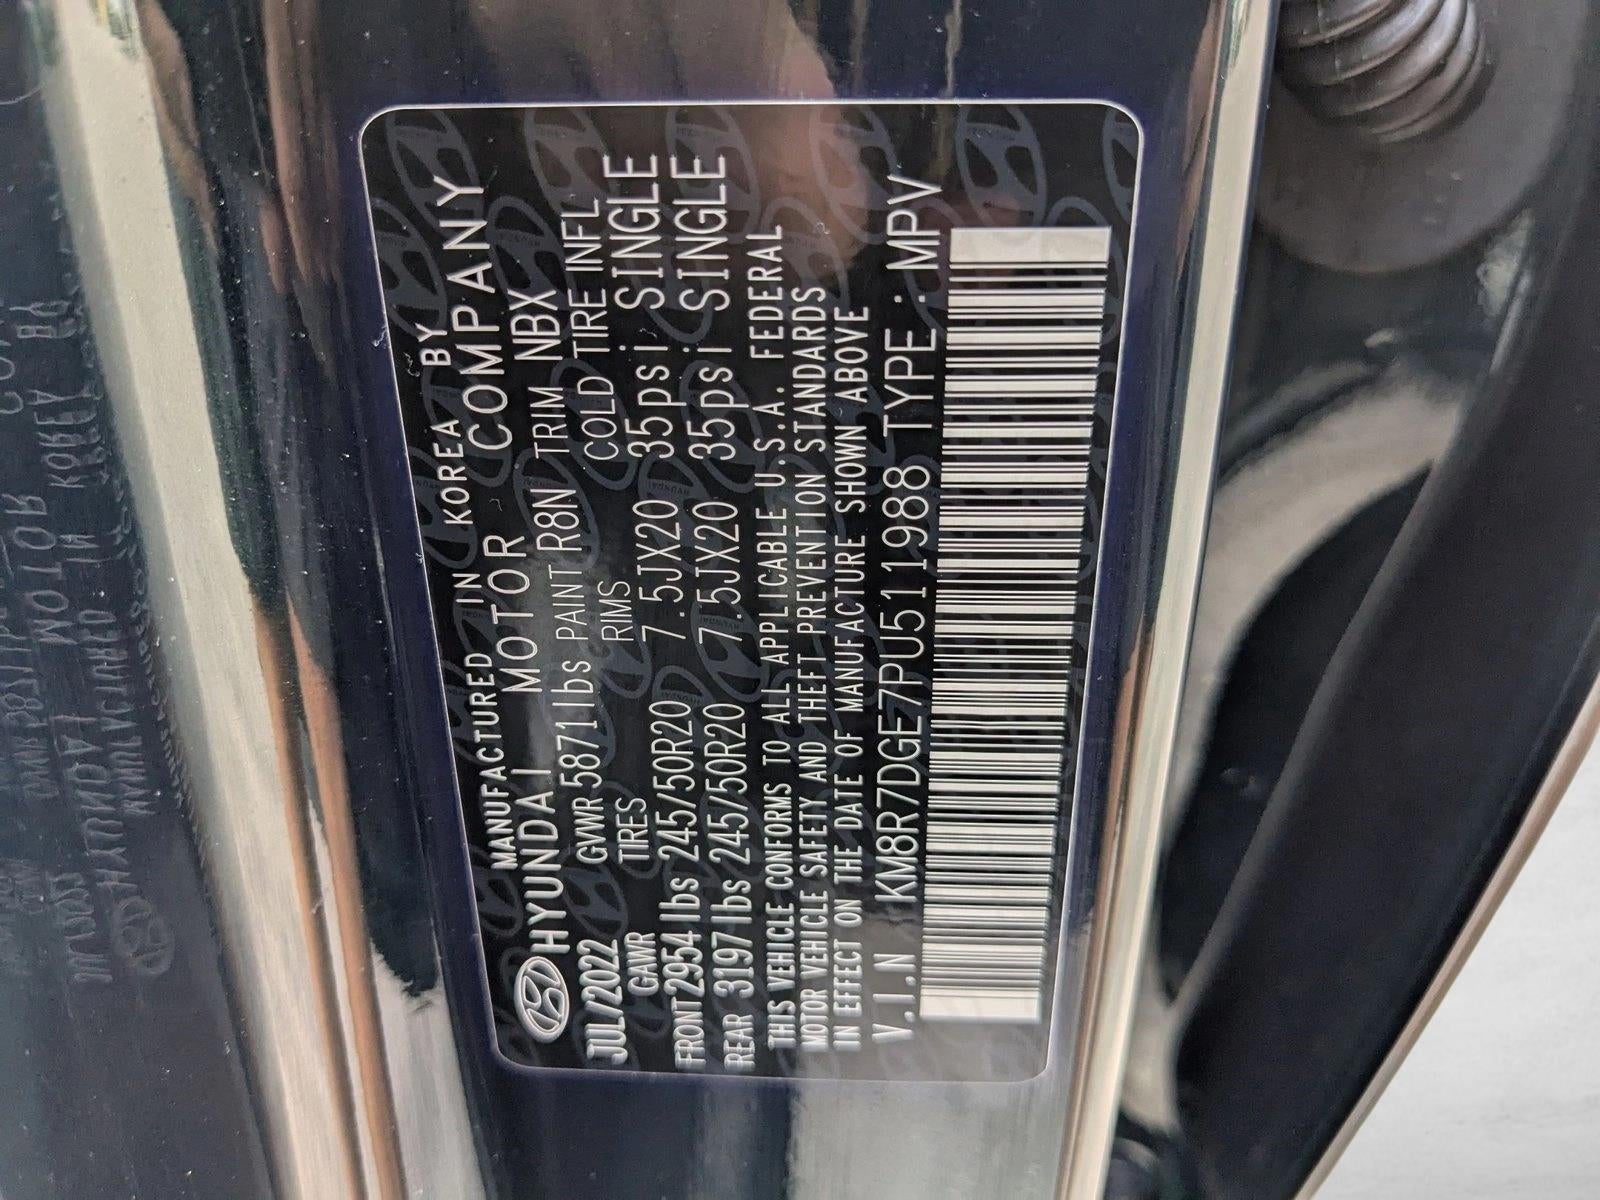 MANUFACTURED IN KOREA BY
HYUNDAI MOTOR COMPANY
JUL/2022 GVWR 5871lbs PAINT R8N TRIM NBX
GAWR TIRES RIMS COLD TIRE INFL
FRONT 2954lbs 245/50R20 7.5JX20 35psi SINGLE
REAR 3197lbs 245/50R20 7.5JX20 35psi SINGLE
THIS VEHICLE CONFORMS TO ALL APPLICABLE U.S.A. FEDERAL
MOTOR VEHICLE SAFETY AND THEFT PREVENTION STANDARDS
IN EFFECT ON THE DATE OF MANUFACTURE SHOWN ABOVE
V.I.N KM8R7DGE7PU511988 TYPE:MPV